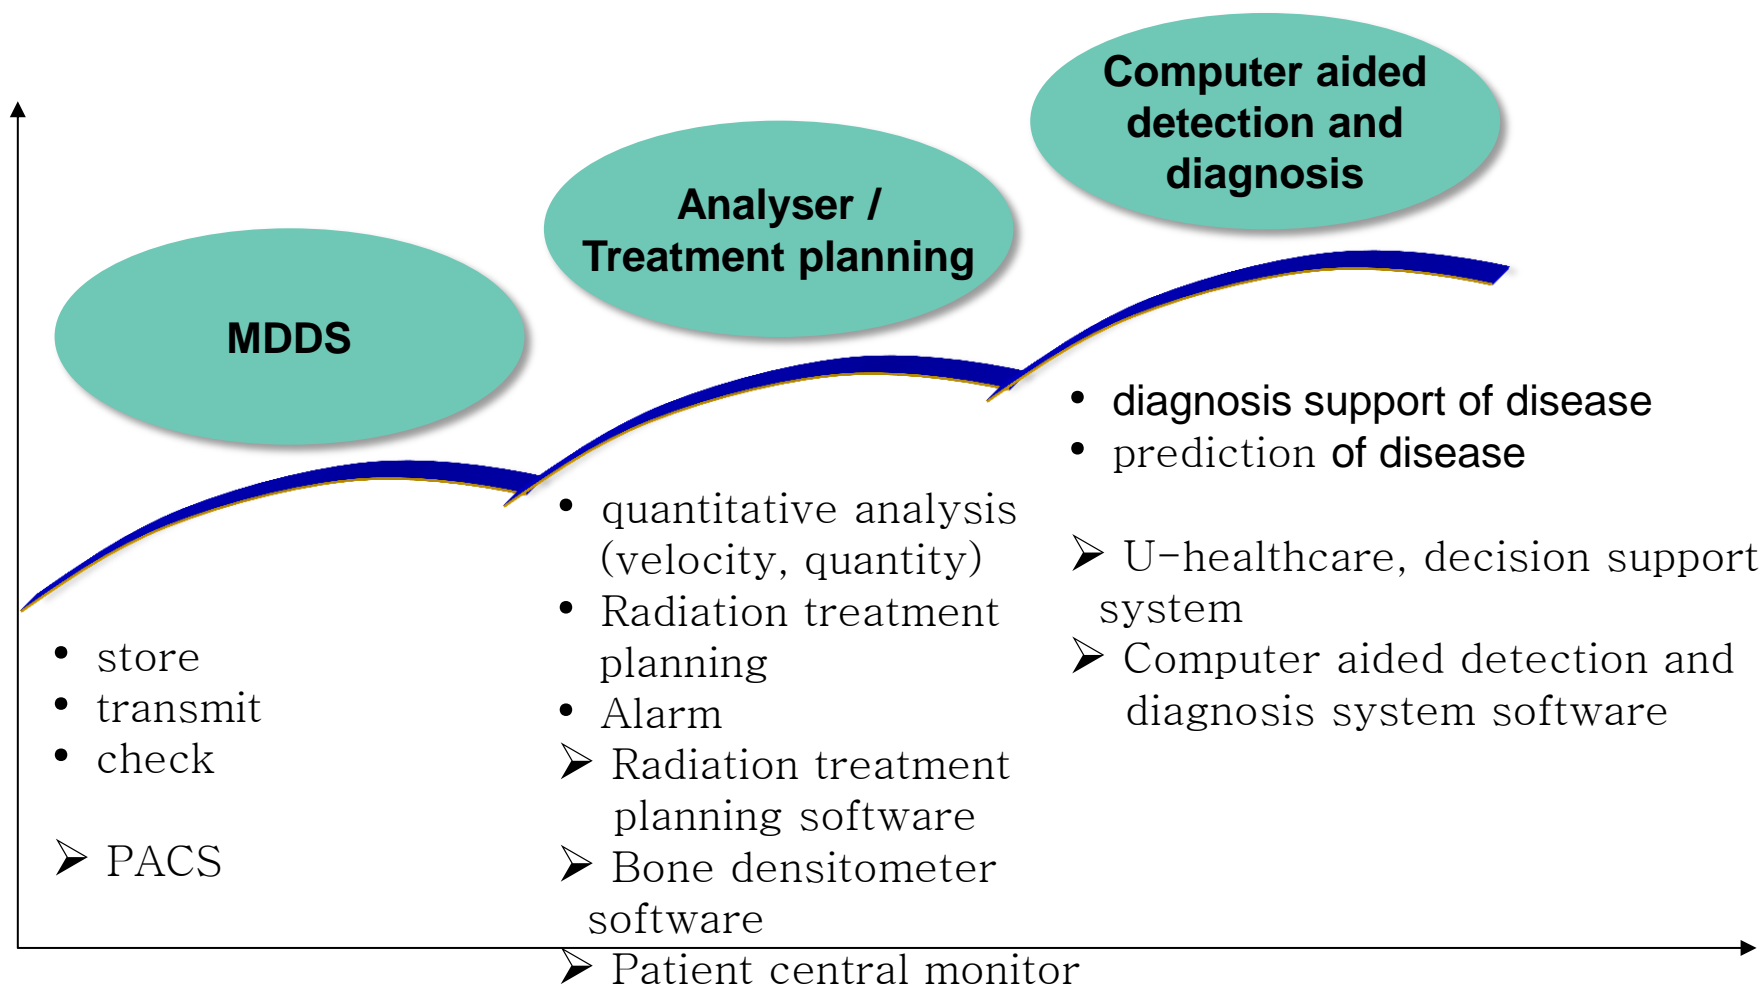 MDDS
• store
• transmit
• check
➢ PACS
Analyser /
Treatment planning
• quantitative analysis
(velocity, quantity)
• Radiation treatment
planning
• Alarm
➢ Radiation treatment
planning software
➢ Bone densitometer
software
➢ Patient central monitor
Computer aided
detection and
diagnosis
• diagnosis support of disease
• prediction of disease
➢ U-healthcare, decision support
system
➢ Computer aided detection and
diagnosis system software